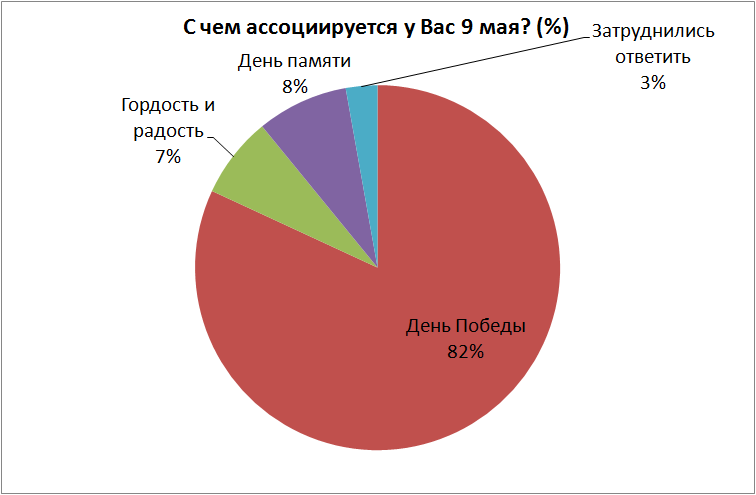 С чем ассоциируется у Вас 9 мая? (%)
Затруднились
ответить
3%
День памяти
8%
Гордость и
радость
7%
День Победы
82%